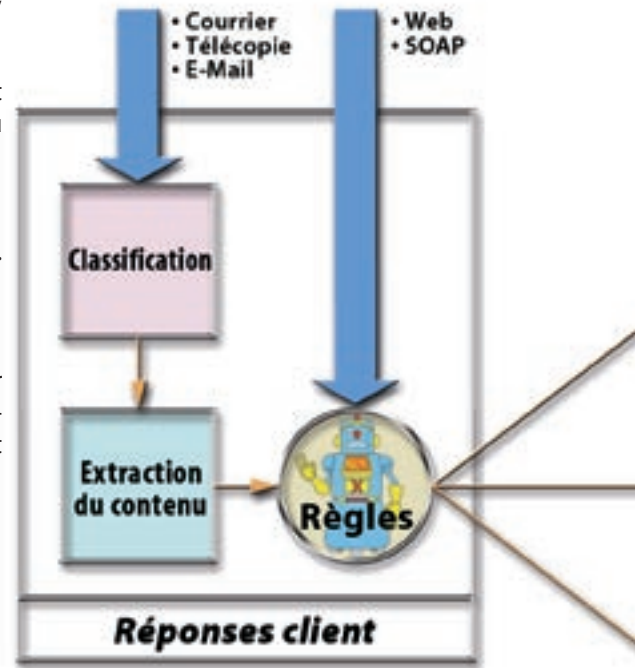 • Courrier
• Télécopie
• E-Mail
• Web
• SOAP
Classification
Extraction
du contenu
Règles
Réponses client